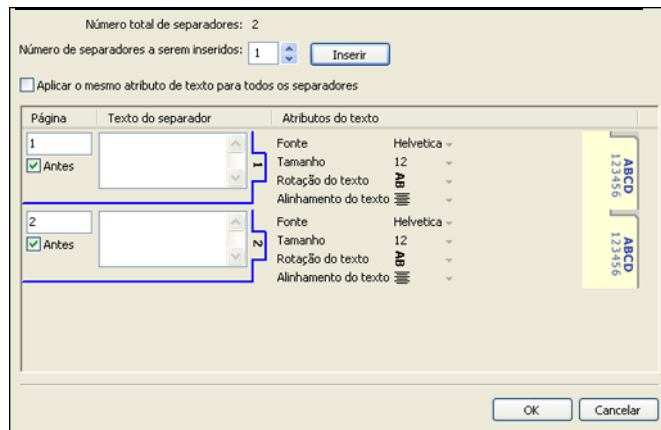 Número total de separadores: 2
Número de separadores a serem inseridos: 1 Inserir
Aplicar o mesmo atributo de texto para todos os separadores
Página Texto do separador Atributos do texto
1
Antes
1
Fonte Helvetica
Tamanho 12
Rotação do texto AB
Alinhamento do texto
ABCD
123456
2
Antes
2
Fonte Helvetica
Tamanho 12
Rotação do texto AB
Alinhamento do texto
ABCD
123456
OK Cancelar